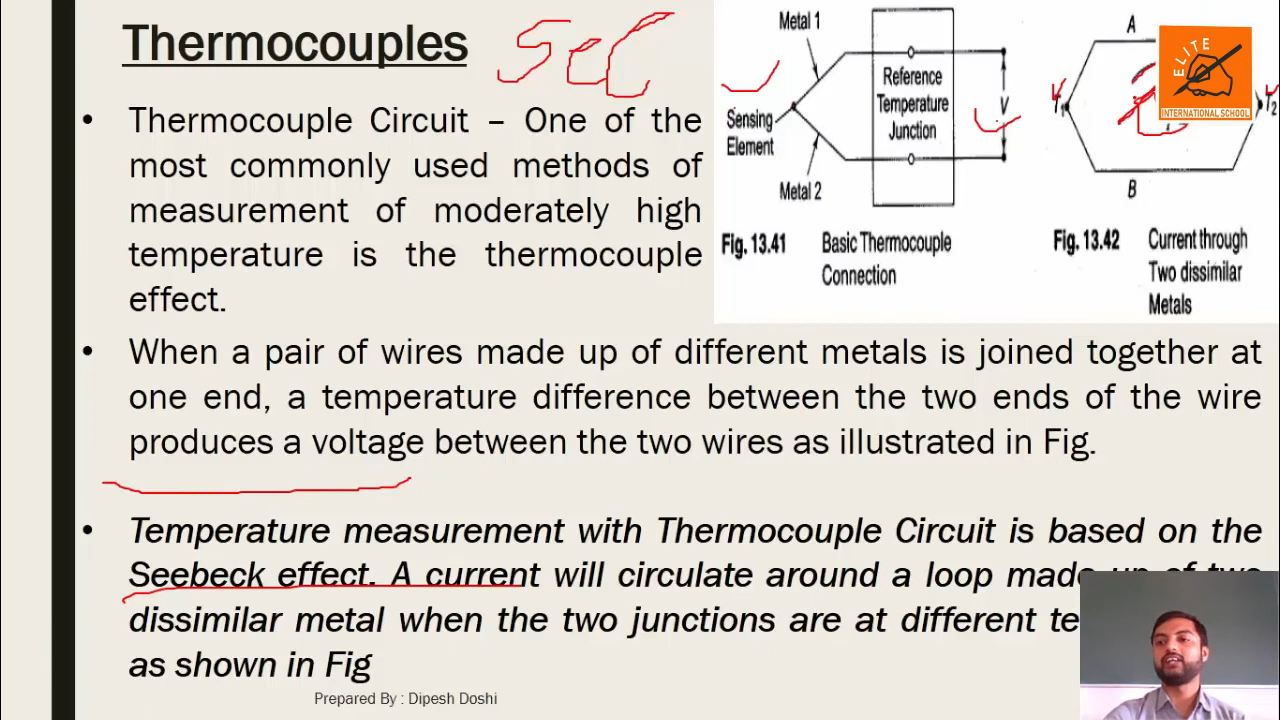 Thermocouples
• Thermocouple Circuit – One of the
most commonly used methods of
measurement of moderately high
temperature is the thermocouple
effect.
Metal 1
Sensing
Element
Metal 2
Reference
Temperature
Junction
V
Fig. 13.41 Basic Thermocouple
Connection
A
T₂
B
Fig. 13.42 Current through
Two dissimilar
Metals
ELITE
INTERNATIONAL SCHOOL
• When a pair of wires made up of different metals is joined together at
one end, a temperature difference between the two ends of the wire
produces a voltage between the two wires as illustrated in Fig.
• Temperature measurement with Thermocouple Circuit is based on the
Seebeck effect. A current will circulate around a loop made up of two
dissimilar metal when the two junctions are at different
as shown in Fig
Prepared By : Dipesh Doshi